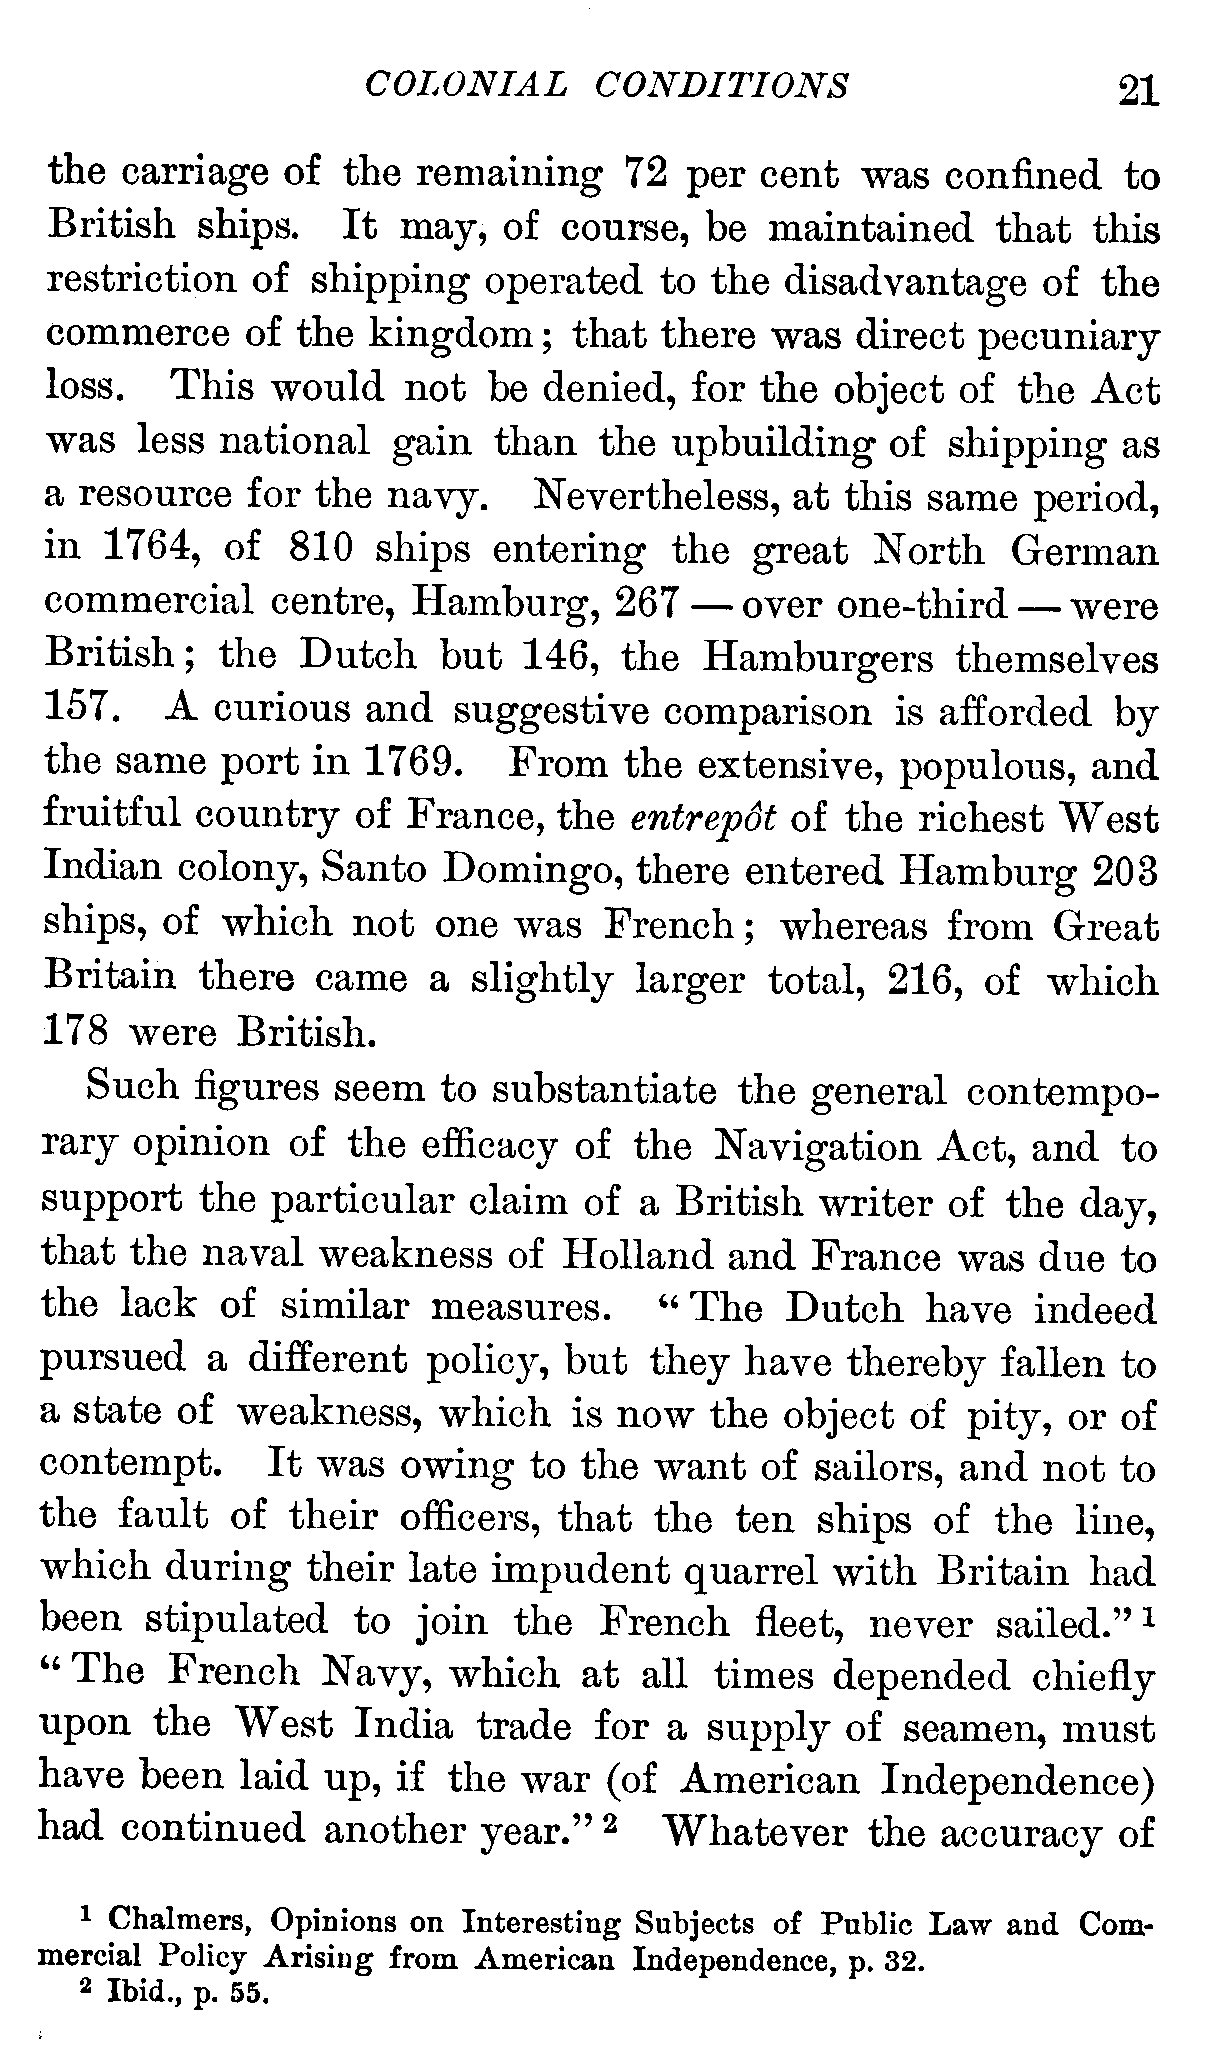 COLONIAL CONDITIONS 21
the carriage of the remaining 72 per cent was confined to
British ships. It may, of course, be maintained that this
restriction of shipping operated to the disadvantage of the
commerce of the kingdom; that there was direct pecuniary
loss. This would not be denied, for the object of the Act
was less national gain than the upbuilding of shipping as
a resource for the navy. Nevertheless, at this same period,
in 1764, of 810 ships entering the great North German
commercial centre, Hamburg, 267 — over one-third — were
British; the Dutch but 146, the Hamburgers themselves
157. A curious and suggestive comparison is afforded by
the same port in 1769. From the extensive, populous, and
fruitful country of France, the entrepôt of the richest West
Indian colony, Santo Domingo, there entered Hamburg 203
ships, of which not one was French; whereas from Great
Britain there came a slightly larger total, 216, of which
178 were British.
Such figures seem to substantiate the general contempo-
rary opinion of the efficacy of the Navigation Act, and to
support the particular claim of a British writer of the day,
that the naval weakness of Holland and France was due to
the lack of similar measures. “The Dutch have indeed
pursued a different policy, but they have thereby fallen to
a state of weakness, which is now the object of pity, or of
contempt. It was owing to the want of sailors, and not to
the fault of their officers, that the ten ships of the line,
which during their late impudent quarrel with Britain had
been stipulated to join the French fleet, never sailed.” 1
“The French Navy, which at all times depended chiefly
upon the West India trade for a supply of seamen, must
have been laid up, if the war (of American Independence)
had continued another year.” 2 Whatever the accuracy of
1 Chalmers, Opinions on Interesting Subjects of Public Law and Com-
mercial Policy Arising from American Independence, p. 32.
2 Ibid., p. 55.